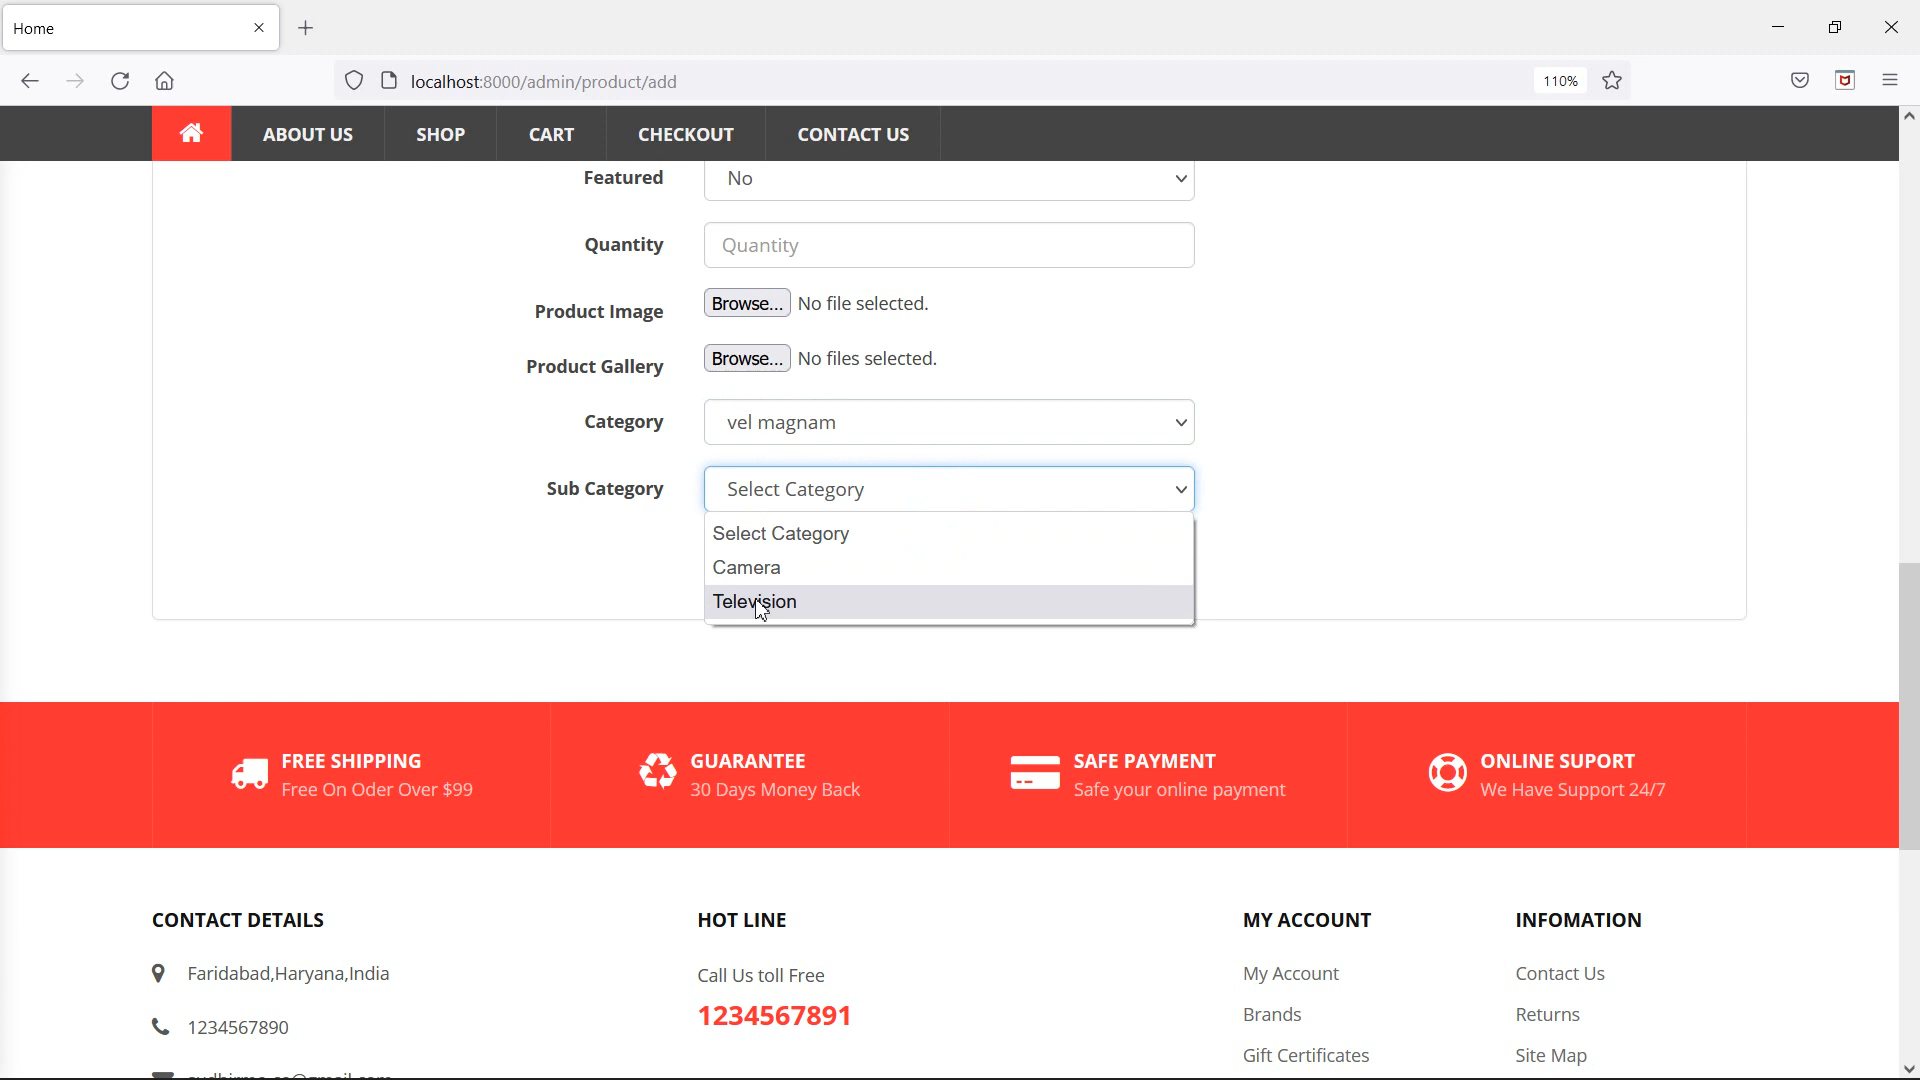 Home
localhost:8000/admin/product/add
110%
ABOUT US
SHOP
CART
CHECKOUT
CONTACT US
Featured
No
Quantity
Quantity
Product Image
Browse... No file selected.
Product Gallery
Browse... No files selected.
Category
vel magnam
Sub Category
Select Category
Select Category
Camera
Television
FREE SHIPPING
Free On Oder Over $99
GUARANTEE
30 Days Money Back
SAFE PAYMENT
Safe your online payment
ONLINE SUPORT
We Have Support 24/7
CONTACT DETAILS
Faridabad,Haryana,India
1234567890
HOT LINE
Call Us toll Free
1234567891
MY ACCOUNT
My Account
Brands
Gift Certificates
INFOMATION
Contact Us
Returns
Site Map